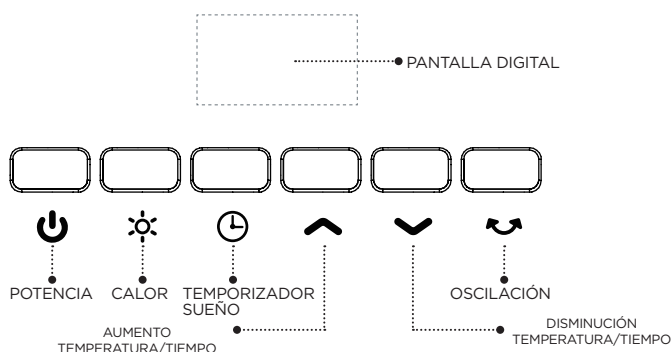 PANTALLA DIGITAL
POTENCIA
CALOR
TEMPORIZADOR
SUEÑO
OSCILACIÓN
AUMENTO
TEMPERATURA/TIEMPO
DISMINUCIÓN
TEMPERATURA/TIEMPO